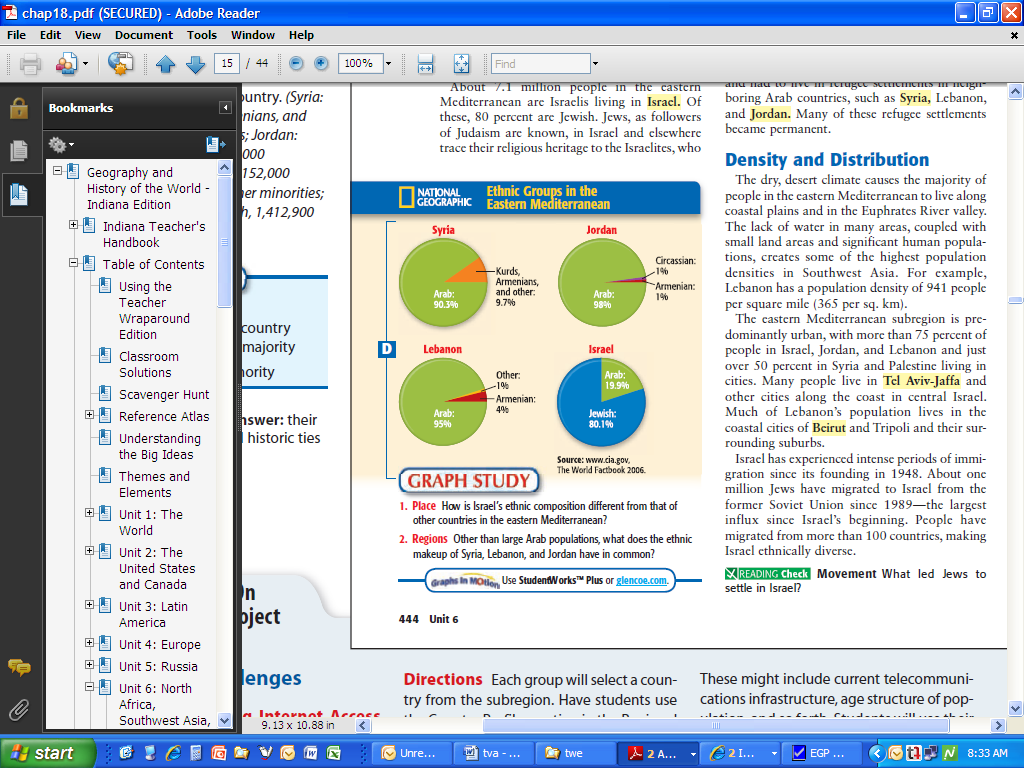 chap18.pdf (SECURED) - Adobe Reader
File Edit View Document Tools Window Help
15 / 44 100% Find
Bookmarks
Geography and
History of the World -
Indiana Edition
Indiana Teacher's
Handbook
Table of Contents
Using the
Teacher
Wraparound
Edition
Classroom
Solutions
Scavenger Hunt
Reference Atlas
Understanding
the Big Ideas
Themes and
Elements
Unit 1: The
World
Unit 2: The
United States
and Canada
Unit 3: Latin
America
Unit 4: Europe
Unit 5: Russia
Unit 6: North
Africa,
Southwest Asia,
ountry. (Syria:
nians, and
s; Jordan:
000
152,000
er minorities;
h, 1,412,900
country
majority
nority
nswer: their
historic ties
On
oject
lenges
g Internet Access
About 7.1 million people in the eastern
Mediterranean are Israelis living in Israel. Of
these, 80 percent are Jewish. Jews, as followers
of Judaism are known, in Israel and elsewhere
trace their religious heritage to the Israelites, who
NATIONAL GEOGRAPHIC
Ethnic Groups in the
Eastern Mediterranean
D
Syria
Arab:
90.3%
Kurds,
Armenians,
and other:
9.7%
Jordan
Arab:
98%
Circassian:
1%
Armenian:
1%
Lebanon
Arab:
95%
Other:
1%
Armenian:
4%
Israel
Arab:
19.9%
Jewish:
80.1%
Source: www.cia.gov,
The World Factbook 2006.
GRAPH STUDY
1. Place How is Israel's ethnic composition different from that of
other countries in the eastern Mediterranean?
2. Regions Other than large Arab populations, what does the ethnic
makeup of Syria, Lebanon, and Jordan have in common?
Graphs In Motion Use StudentWorks™ Plus or glencoe.com.
444 Unit 6
and had to live in refugee settlements in neigh-
boring Arab countries, such as Syria, Lebanon,
and Jordan. Many of these refugee settlements
became permanent.
Density and Distribution
The dry, desert climate causes the majority of
people in the eastern Mediterranean to live along
coastal plains and in the Euphrates River valley.
The lack of water in many areas, coupled with
small land areas and significant human popula-
tions, creates some of the highest population
densities in Southwest Asia. For example,
Lebanon has a population density of 941 people
per square mile (365 per sq. km).
The eastern Mediterranean subregion is pre-
dominantly urban, with more than 75 percent of
people in Israel, Jordan, and Lebanon and just
over 50 percent in Syria and Palestine living in
cities. Many people live in Tel Aviv-Jaffa and
other cities along the coast in central Israel.
Much of Lebanon's population lives in the
coastal cities of Beirut and Tripoli and their sur-
rounding suburbs.
Israel has experienced intense periods of immi-
gration since its founding in 1948. About one
million Jews have migrated to Israel from the
former Soviet Union since 1989—the largest
influx since Israel's beginning. People have
migrated from more than 100 countries, making
Israel ethnically diverse.
READING Check Movement What led Jews to
settle in Israel?
Directions Each group will select a coun-
try from the subregion. Have students use
These might include current telecommuni-
cations infrastructure, age structure of pop-
9.13 x 10.88 in
start Unre... tva - ... twe 2 A... 2 I... EGP ... 8:33 AM